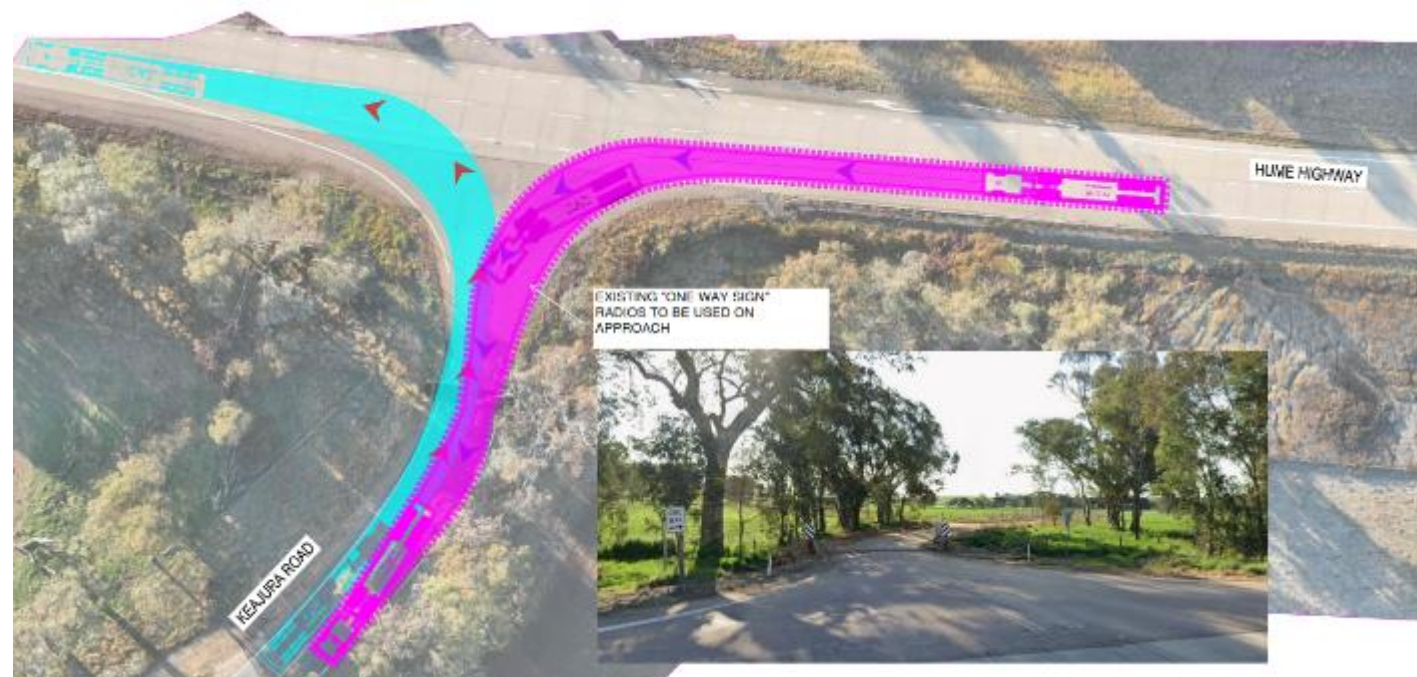 HUME HIGHWAY
EXISTING "ONE WAY SIGN"
RADIOS TO BE USED ON
APPROACH
KEAJURA ROAD